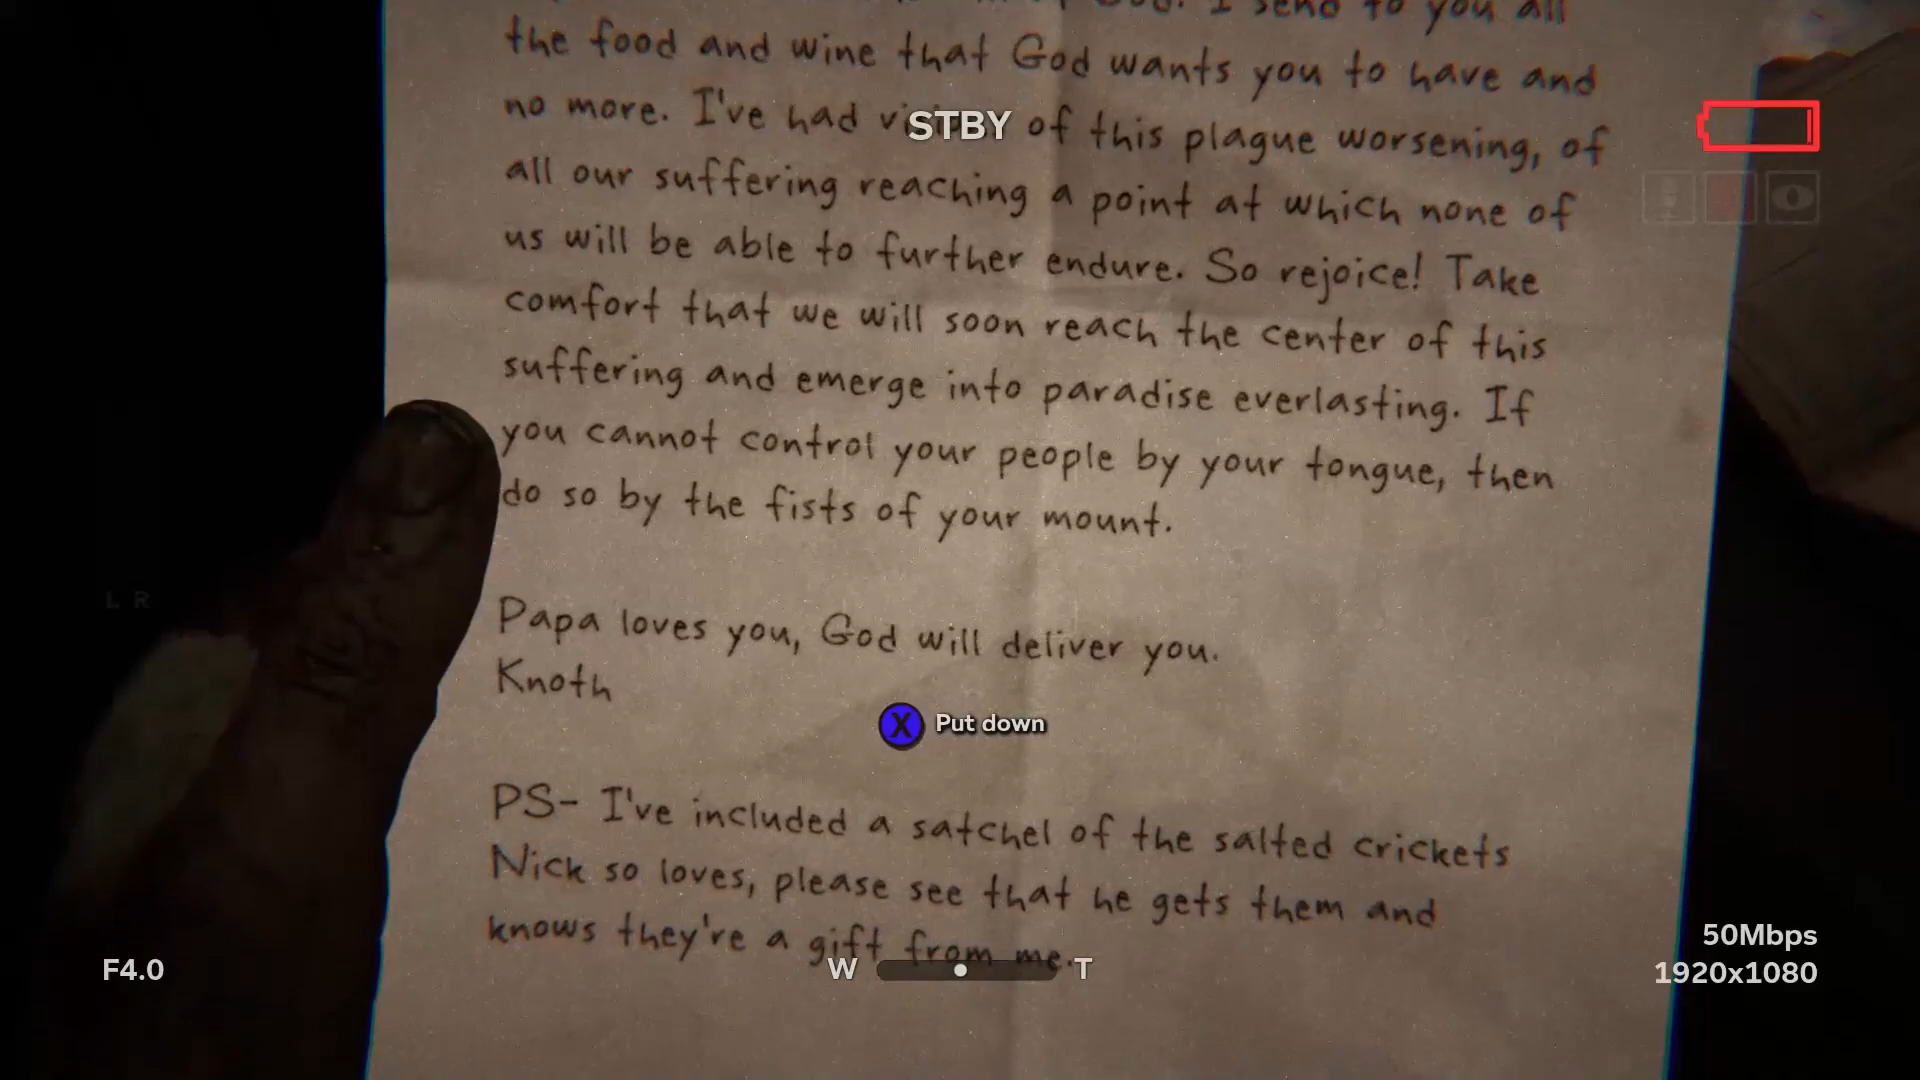 God. I send to you all
the food and wine that God wants you to have and
no more. I've had of this plague worsening, of
STBY
all our suffering reaching a point at which none of
us will be able to further endure. So rejoice! Take
comfort that we will soon reach the center of this
suffering and emerge into paradise everlasting. If
you cannot control your people by your tongue, then
do so by the fists of your mount.
L R
Papa loves you, God will deliver you.
Knoth
X Put down
PS- I've included a satchel of the salted crickets
Nick so loves, please see that he gets them and
knows they're a gift from me.
F4.0
W T
50Mbps
1920x1080